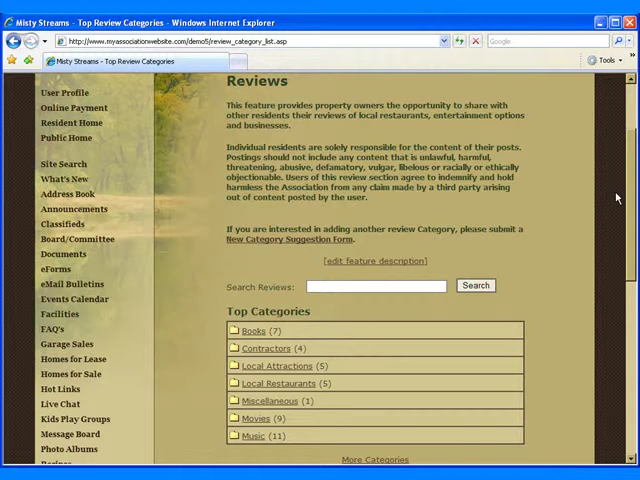 Misty Streams - Top Review Categories - Windows Internet Explorer
http://www.myassociationwebsite.com/demo5/review_category_list.asp
Google
Misty Streams - Top Review Categories
Tools
User Profile
Online Payment
Resident Home
Public Home
Site Search
What's New
Address Book
Announcements
Classifieds
Board/Committee
Documents
eForms
eMail Bulletins
Events Calendar
Facilities
FAQ's
Garage Sales
Homes for Lease
Homes for Sale
Hot Links
Live Chat
Kids Play Groups
Message Board
Photo Albums
Recipes
Reviews
This feature provides property owners the opportunity to share with
other residents their reviews of local restaurants, entertainment options
and businesses.
Individual residents are solely responsible for the content of their posts.
Postings should not include any content that is unlawful, harmful,
threatening, abusive, defamatory, vulgar, libelous or racially or ethically
objectionable. Users of this review section agree to indemnify and hold
harmless the Association from any claim made by a third party arising
out of content posted by the user.
If you are interested in adding another review Category, please submit a
New Category Suggestion Form.
[edit feature description]
Search Reviews:
Search
Top Categories
Books (7)
Contractors (4)
Local Attractions (5)
Local Restaurants (5)
Miscellaneous (1)
Movies (9)
Music (11)
More Categories